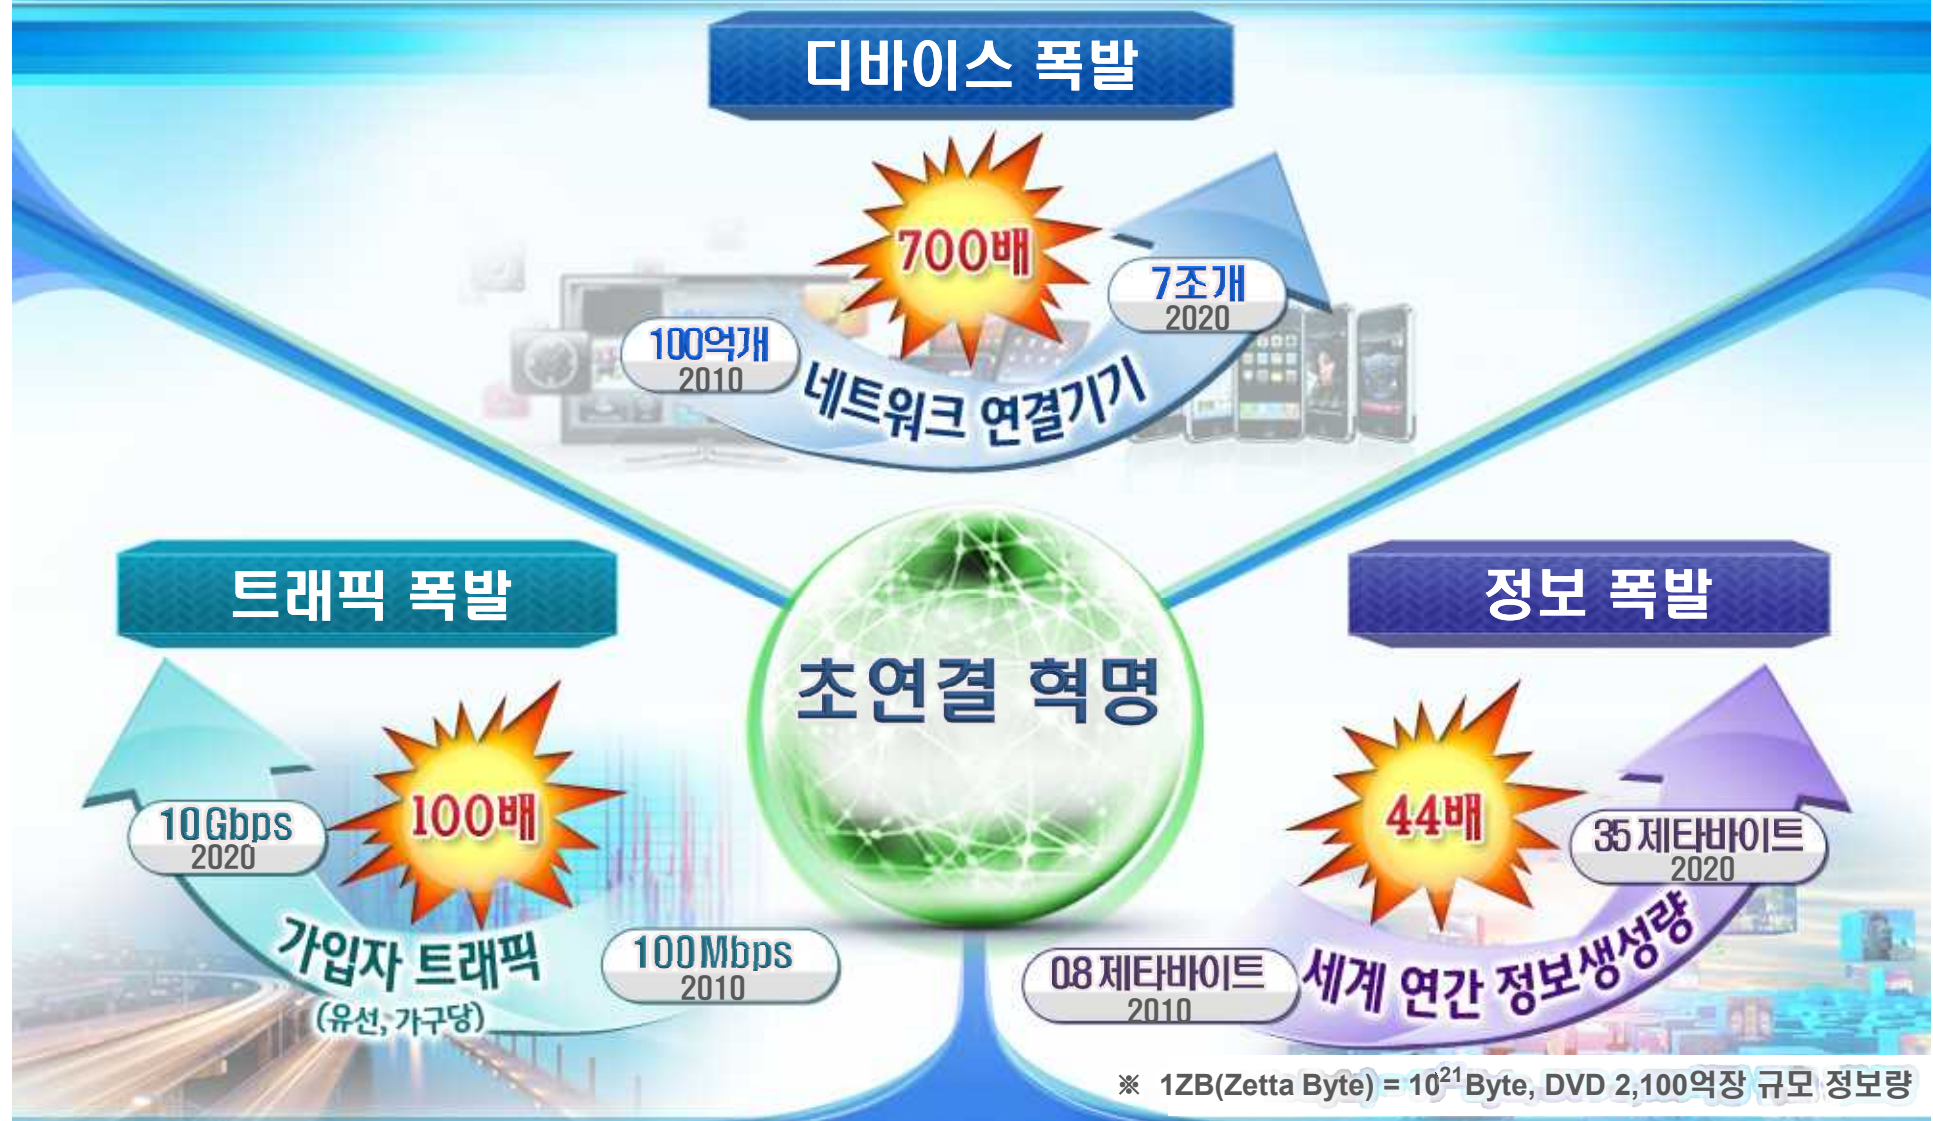 디바이스 폭발
700배
7조개
2020
100억개
2010
네트워크 연결기기
트래픽 폭발
정보 폭발
초연결 혁명
100배
10Gbps
2020
가입자 트래픽
(유선, 가구당)
100Mbps
2010
44배
35 제타바이트
2020
0.8 제타바이트
2010
세계 연간 정보생성량
※ 1ZB(Zetta Byte) = 10²¹Byte, DVD 2,100억장 규모 정보량